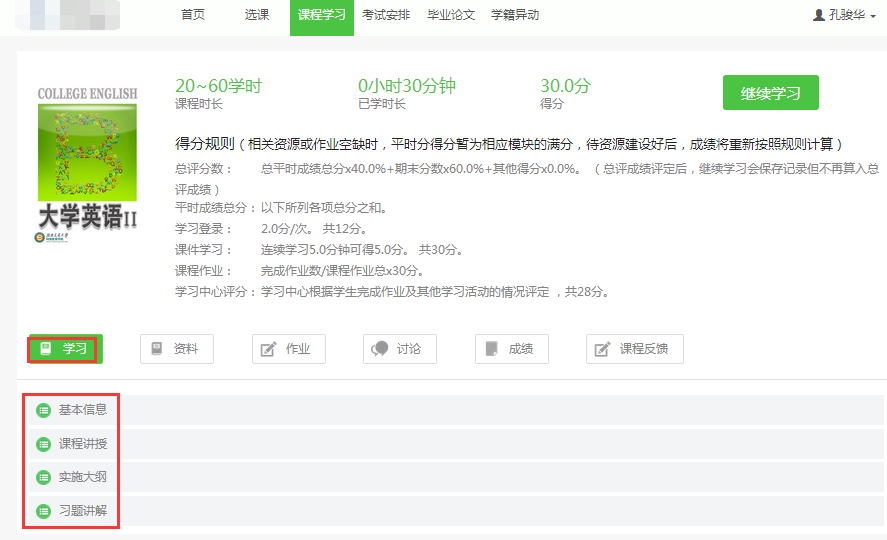 首页 选课 课程学习 考试安排 毕业论文 学籍异动 孔骏华
COLLEGE ENGLISH
B
大学英语II
20~60学时 0小时30分钟 30.0分 继续学习
课程时长 已学时长 得分
得分规则（相关资源或作业空缺时，平时分得分暂为相应模块的满分，待资源建设好后，成绩将重新按照规则计算）
总评分数： 总平时成绩总分x40.0%+期末分数x60.0%+其他得分x0.0%。（总评成绩评定后，继续学习会保存记录但不再算入总
评成绩）
平时成绩总分：以下所列各项总分之和。
学习登录： 2.0分/次。 共12分。
课件学习： 连续学习5.0分钟可得5.0分。 共30分。
课程作业： 完成作业数/课程作业总x30分。
学习中心评分：学习中心根据学生完成作业及其他学习活动的情况评定 ，共28分。
学习 资料 作业 讨论 成绩 课程反馈
基本信息
课程讲授
实施大纲
习题讲解